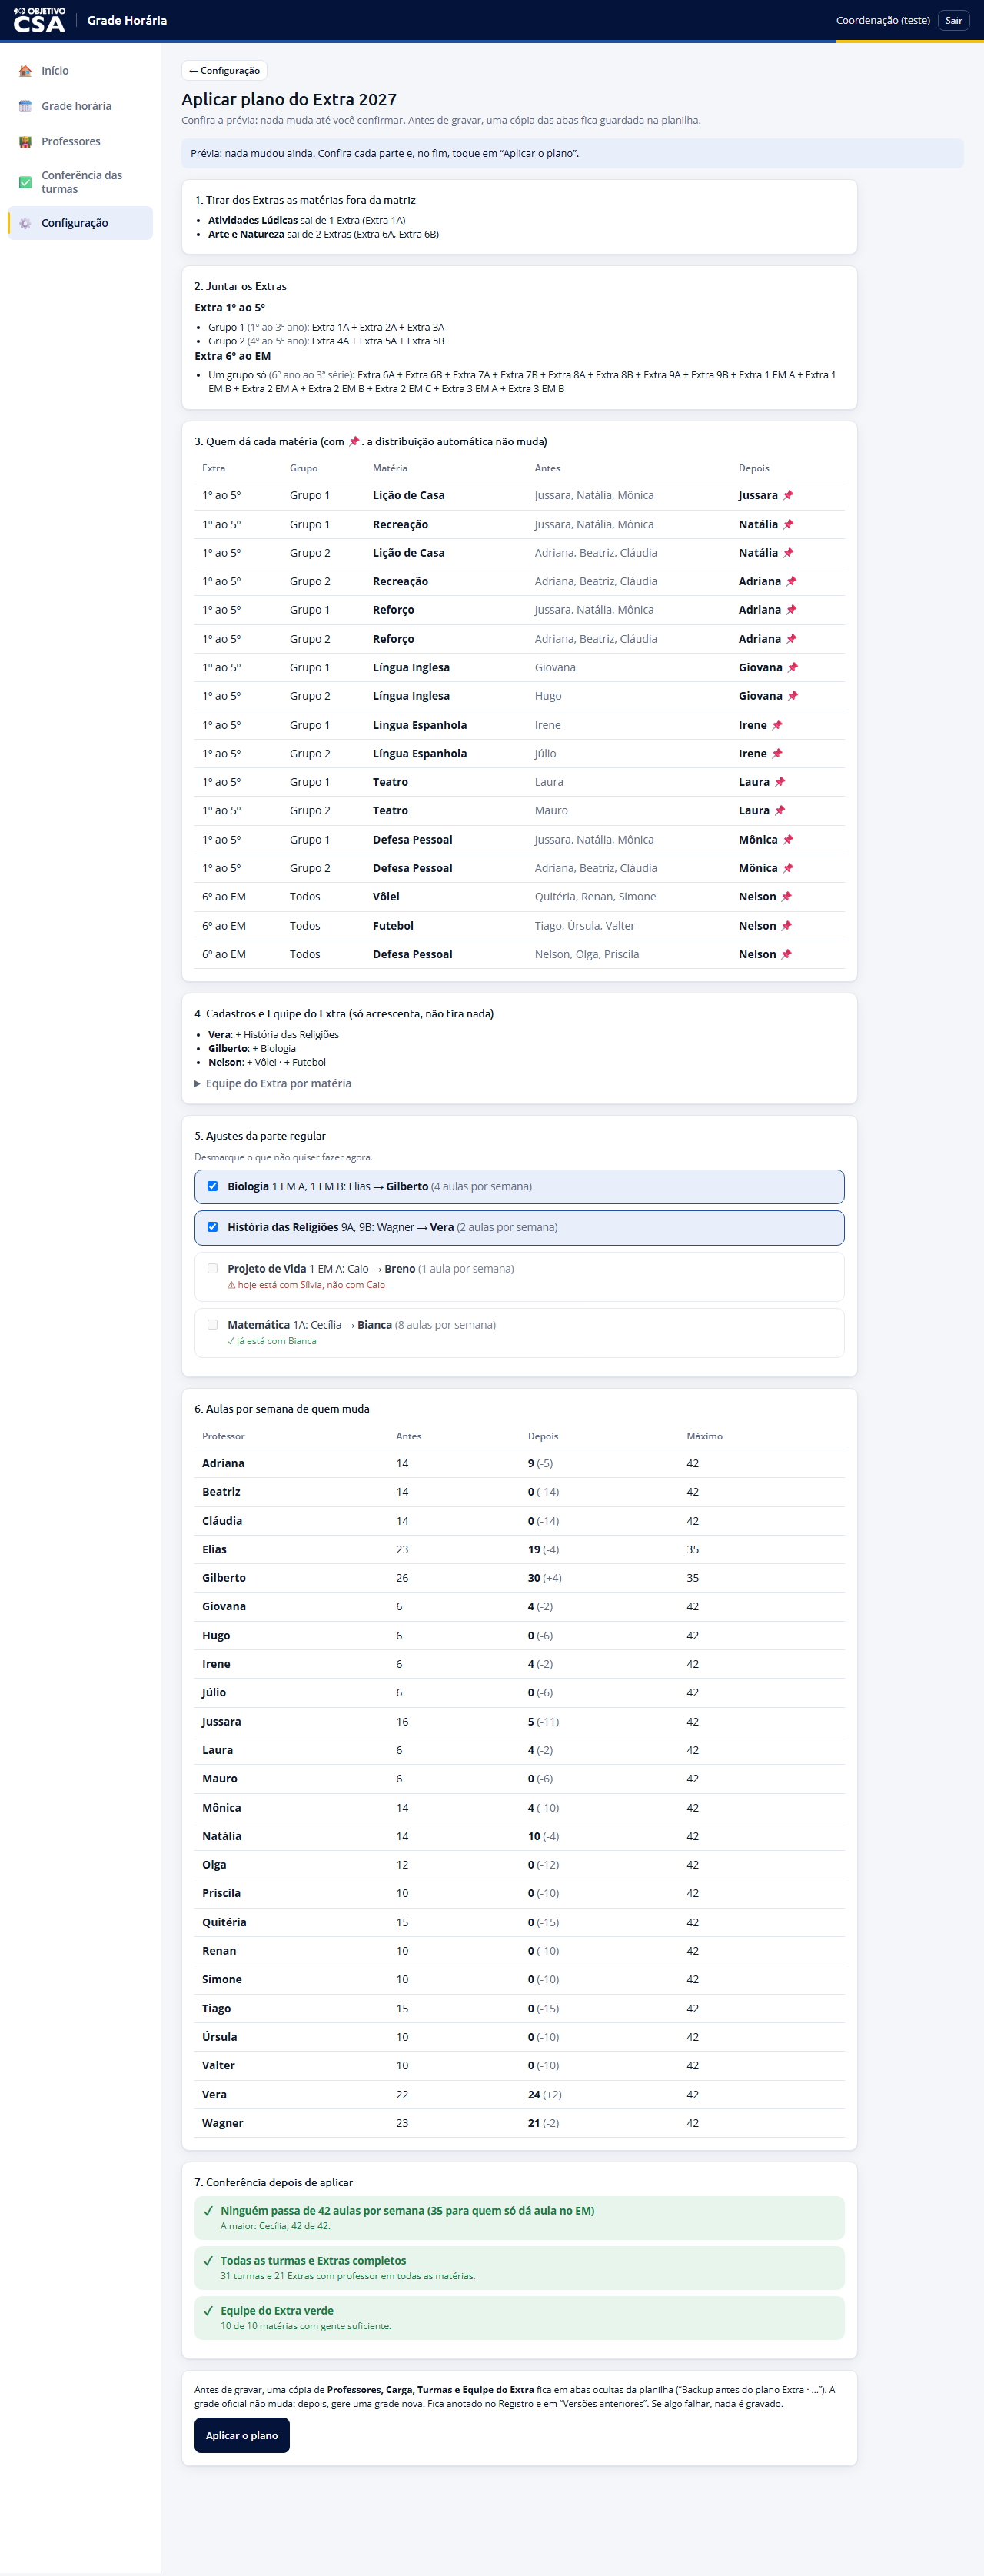 OBJETIVO
CSA
Grade Horária
Coordenação (teste)
Sair
Início
Grade horária
Professores
Conferência das
turmas
Configuração
← Configuração
Aplicar plano do Extra 2027
Confira a prévia: nada muda até você confirmar. Antes de gravar, uma cópia das abas fica guardada na planilha.
Prévia: nada mudou ainda. Confira cada parte e, no fim, toque em “Aplicar o plano”.
1. Tirar dos Extras as matérias fora da matriz
Atividades Lúdicas sai de 1 Extra (Extra 1A)
Arte e Natureza sai de 2 Extras (Extra 6A, Extra 6B)
2. Juntar os Extras
Extra 1º ao 5º
Grupo 1 (1º ao 3º ano): Extra 1A + Extra 2A + Extra 3A
Grupo 2 (4º ao 5º ano): Extra 4A + Extra 5A + Extra 5B
Extra 6º ao EM
Um grupo só (6º ano ao 3ª série): Extra 6A + Extra 6B + Extra 7A + Extra 7B + Extra 8A + Extra 8B + Extra 9A + Extra 9B + Extra 1 EM A + Extra 1
EM B + Extra 2 EM A + Extra 2 EM B + Extra 2 EM C + Extra 3 EM A + Extra 3 EM B
3. Quem dá cada matéria (com 📌: a distribuição automática não muda)
Extra Grupo Matéria Antes Depois
1º ao 5º Grupo 1 Lição de Casa Jussara, Natália, Mônica Jussara 📌
1º ao 5º Grupo 1 Recreação Jussara, Natália, Mônica Natália 📌
1º ao 5º Grupo 2 Lição de Casa Adriana, Beatriz, Cláudia Natália 📌
1º ao 5º Grupo 2 Recreação Adriana, Beatriz, Cláudia Adriana 📌
1º ao 5º Grupo 1 Reforço Jussara, Natália, Mônica Adriana 📌
1º ao 5º Grupo 2 Reforço Adriana, Beatriz, Cláudia Adriana 📌
1º ao 5º Grupo 1 Língua Inglesa Giovana Giovana 📌
1º ao 5º Grupo 2 Língua Inglesa Hugo Giovana 📌
1º ao 5º Grupo 1 Língua Espanhola Irene Irene 📌
1º ao 5º Grupo 2 Língua Espanhola Júlio Irene 📌
1º ao 5º Grupo 1 Teatro Laura Laura 📌
1º ao 5º Grupo 2 Teatro Mauro Laura 📌
1º ao 5º Grupo 1 Defesa Pessoal Jussara, Natália, Mônica Mônica 📌
1º ao 5º Grupo 2 Defesa Pessoal Adriana, Beatriz, Cláudia Mônica 📌
6º ao EM Todos Vôlei Quitéria, Renan, Simone Nelson 📌
6º ao EM Todos Futebol Tiago, Úrsula, Valter Nelson 📌
6º ao EM Todos Defesa Pessoal Nelson, Olga, Priscila Nelson 📌
4. Cadastros e Equipe do Extra (só acrescenta, não tira nada)
Vera: + História das Religiões
Gilberto: + Biologia
Nelson: + Vôlei · + Futebol
▶ Equipe do Extra por matéria
5. Ajustes da parte regular
Desmarque o que não quiser fazer agora.
Biologia 1 EM A, 1 EM B: Elias → Gilberto (4 aulas por semana)
História das Religiões 9A, 9B: Wagner → Vera (2 aulas por semana)
Projeto de Vida 1 EM A: Caio → Breno (1 aula por semana)
⚠ hoje está com Sílvia, não com Caio
Matemática 1A: Cecília → Bianca (8 aulas por semana)
✓ já está com Bianca
6. Aulas por semana de quem muda
Professor Antes Depois Máximo
Adriana 14 9 (-5) 42
Beatriz 14 0 (-14) 42
Cláudia 14 0 (-14) 42
Elias 23 19 (-4) 35
Gilberto 26 30 (+4) 35
Giovana 6 4 (-2) 42
Hugo 6 0 (-6) 42
Irene 6 4 (-2) 42
Júlio 6 0 (-6) 42
Jussara 16 5 (-11) 42
Laura 6 4 (-2) 42
Mauro 6 0 (-6) 42
Mônica 14 4 (-10) 42
Natália 14 10 (-4) 42
Olga 12 0 (-12) 42
Priscila 10 0 (-10) 42
Quitéria 15 0 (-15) 42
Renan 10 0 (-10) 42
Simone 10 0 (-10) 42
Tiago 15 0 (-15) 42
Úrsula 10 0 (-10) 42
Valter 10 0 (-10) 42
Vera 22 24 (+2) 42
Wagner 23 21 (-2) 42
7. Conferência depois de aplicar
✓ Ninguém passa de 42 aulas por semana (35 para quem só dá aula no EM)
A maior: Cecília, 42 de 42.
✓ Todas as turmas e Extras completos
31 turmas e 21 Extras com professor em todas as matérias.
✓ Equipe do Extra verde
10 de 10 matérias com gente suficiente.
Antes de gravar, uma cópia de Professores, Carga, Turmas e Equipe do Extra fica em abas ocultas da planilha (“Backup antes do plano Extra · …”). A
grade oficial não muda: depois, gere uma grade nova. Fica anotado no Registro e em “Versões anteriores”. Se algo falhar, nada é gravado.
Aplicar o plano